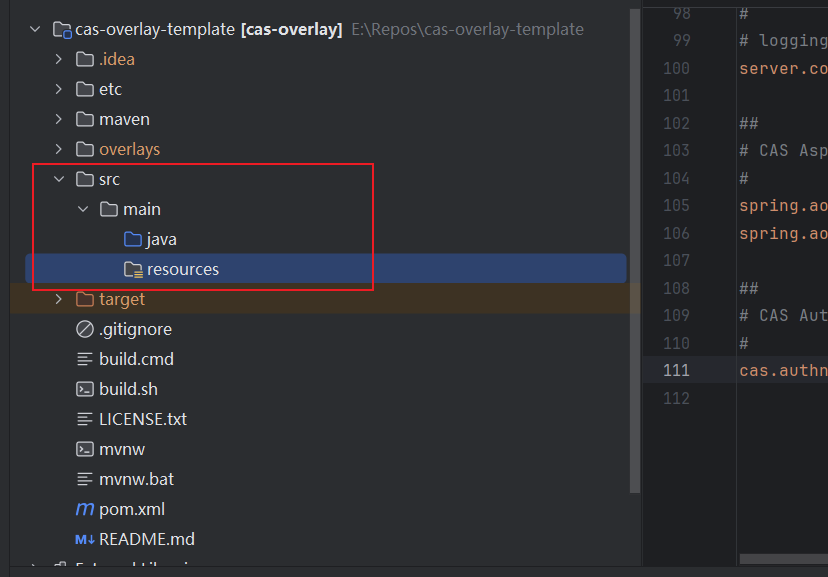 cas-overlay-template [cas-overlay] E:\Repos\cas-overlay-template
.idea
etc
maven
overlays
src
main
java
resources
target
.gitignore
build.cmd
build.sh
LICENSE.txt
mvnw
mvnw.bat
m pom.xml
M↓ README.md
98 #
99 # logging
100 server.co
101
102 ##
103 # CAS Asp
104 #
105 spring.ao
106 spring.ao
107
108 ##
109 # CAS Aut
110 #
111 cas.authn
112